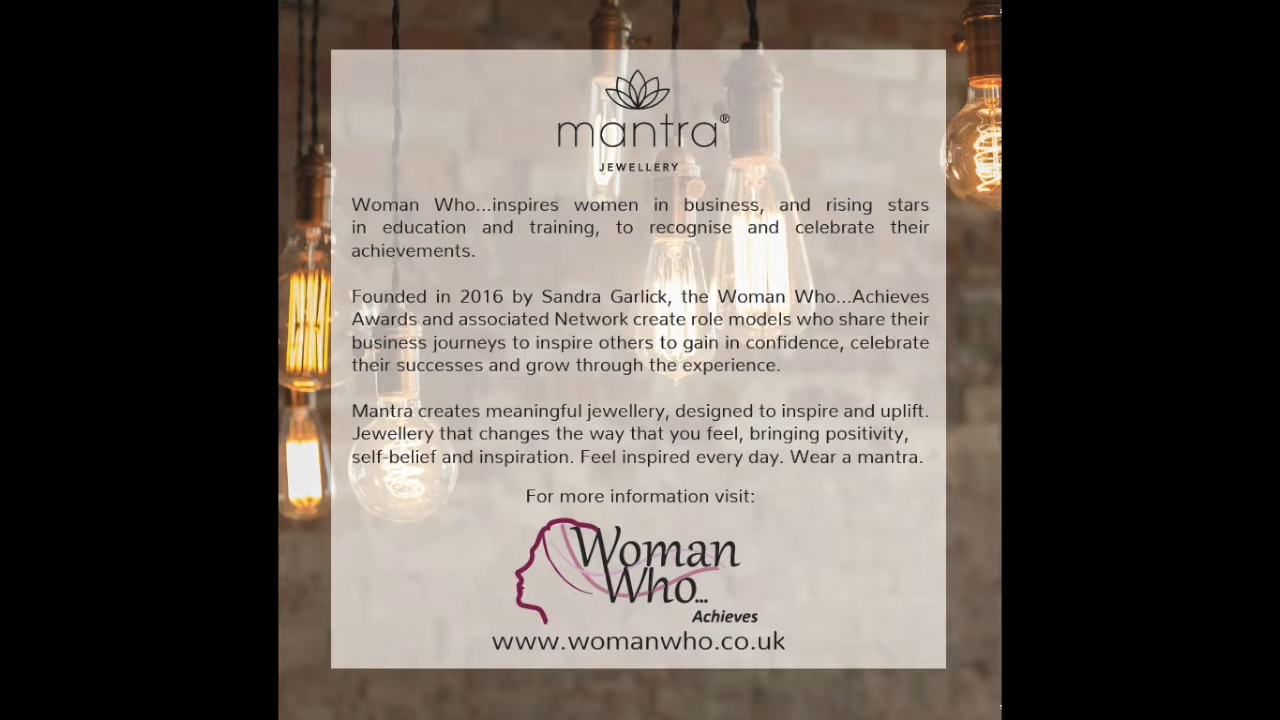 mantra®
JEWELLERY
Woman Who...inspires women in business, and rising stars
in education and training, to recognise and celebrate their
achievements.
Founded in 2016 by Sandra Garlick, the Woman Who...Achieves
Awards and associated Network create role models who share their
business journeys to inspire others to gain in confidence, celebrate
their successes and grow through the experience.
Mantra creates meaningful jewellery, designed to inspire and uplift.
Jewellery that changes the way that you feel, bringing positivity,
self-belief and inspiration. Feel inspired every day. Wear a mantra.
For more information visit:
Woman
Who...
Achieves
www.womanwho.co.uk